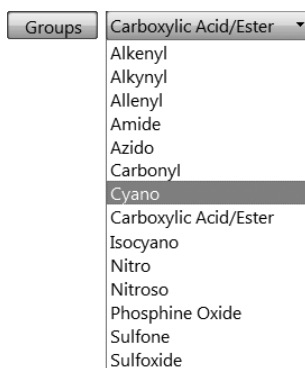 Groups Carboxylic Acid/Ester
Alkenyl
Alkynyl
Allenyl
Amide
Azido
Carbonyl
Cyano
Carboxylic Acid/Ester
Isocyano
Nitro
Nitroso
Phosphine Oxide
Sulfone
Sulfoxide